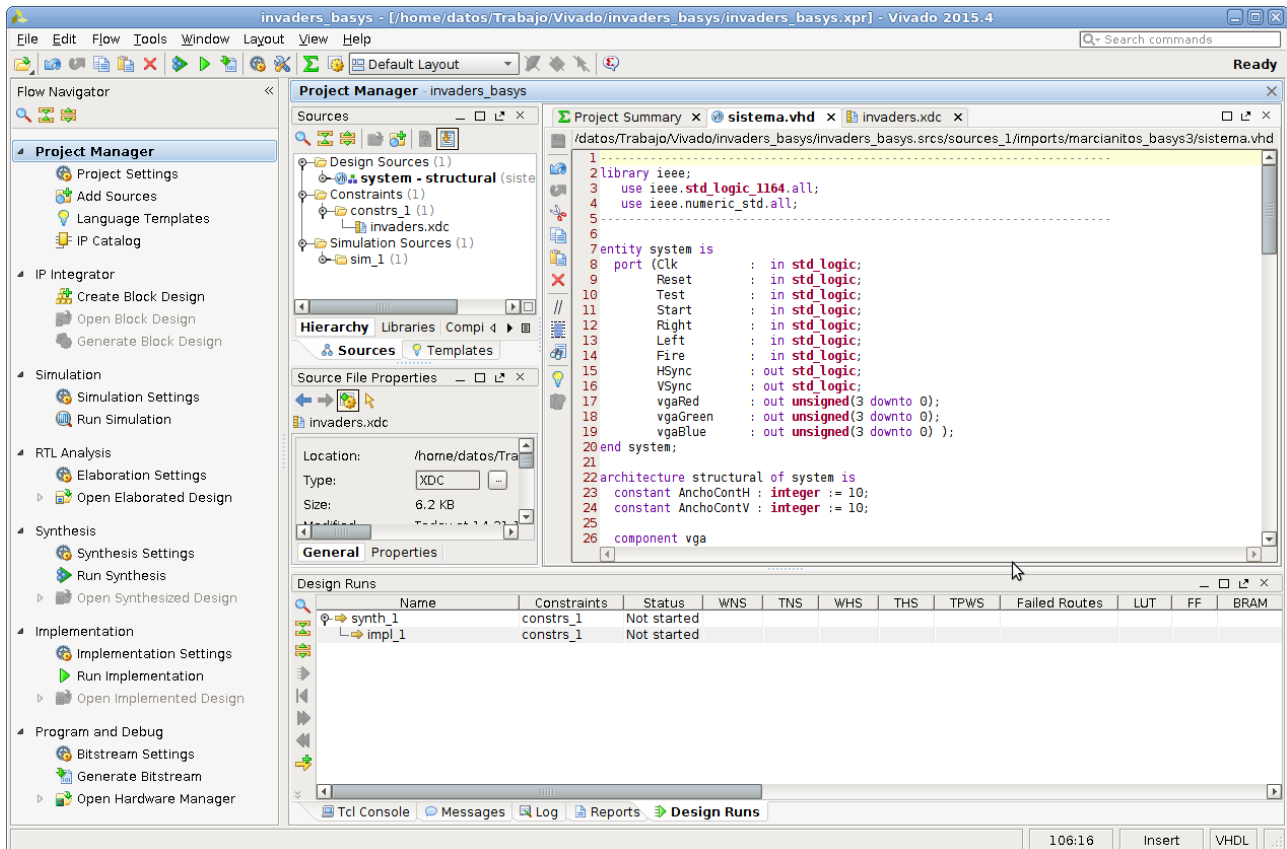 invaders_basys - [/home/datos/Trabajo/Vivado/invaders_basys/invaders_basys.xpr] - Vivado 2015.4
File Edit Flow Tools Window Layout View Help
Search commands
Default Layout
Ready
Flow Navigator
Project Manager
Project Settings
Add Sources
Language Templates
IP Catalog
IP Integrator
Create Block Design
Open Block Design
Generate Block Design
Simulation
Simulation Settings
Run Simulation
RTL Analysis
Elaboration Settings
Open Elaborated Design
Synthesis
Synthesis Settings
Run Synthesis
Open Synthesized Design
Implementation
Implementation Settings
Run Implementation
Open Implemented Design
Program and Debug
Bitstream Settings
Generate Bitstream
Open Hardware Manager
Project Manager - invaders_basys
Sources
Design Sources (1)
system - structural (siste
Constraints (1)
constrs_1 (1)
invaders.xdc
Simulation Sources (1)
sim_1 (1)
Hierarchy Libraries Compi
Sources Templates
Source File Properties
invaders.xdc
Location: /home/datos/Tra
Type: XDC
Size: 6.2 KB
General Properties
Project Summary sistema.vhd invaders.xdc
/datos/Trabajo/Vivado/invaders_basys/invaders_basys.srcs/sources_1/imports/marcianitos_basys3/sistema.vhd
1 ------------------------------------------------------------------------
2 library ieee;
3 use ieee.std_logic_1164.all;
4 use ieee.numeric_std.all;
5 ------------------------------------------------------------------------
6
7 entity system is
8 port (Clk : in std_logic;
9 Reset : in std_logic;
10 Test : in std_logic;
11 Start : in std_logic;
12 Right : in std_logic;
13 Left : in std_logic;
14 Fire : in std_logic;
15 HSync : out std_logic;
16 VSync : out std_logic;
17 vgaRed : out unsigned(3 downto 0);
18 vgaGreen : out unsigned(3 downto 0);
19 vgaBlue : out unsigned(3 downto 0) );
20 end system;
21
22 architecture structural of system is
23 constant AnchoContH : integer := 10;
24 constant AnchoContV : integer := 10;
25
26 component vga
Design Runs
Name Constraints Status WNS TNS WHS THS TPWS Failed Routes LUT FF BRAM
synth_1 constrs_1 Not started
impl_1 constrs_1 Not started
Tcl Console Messages Log Reports Design Runs
106:16 Insert VHDL